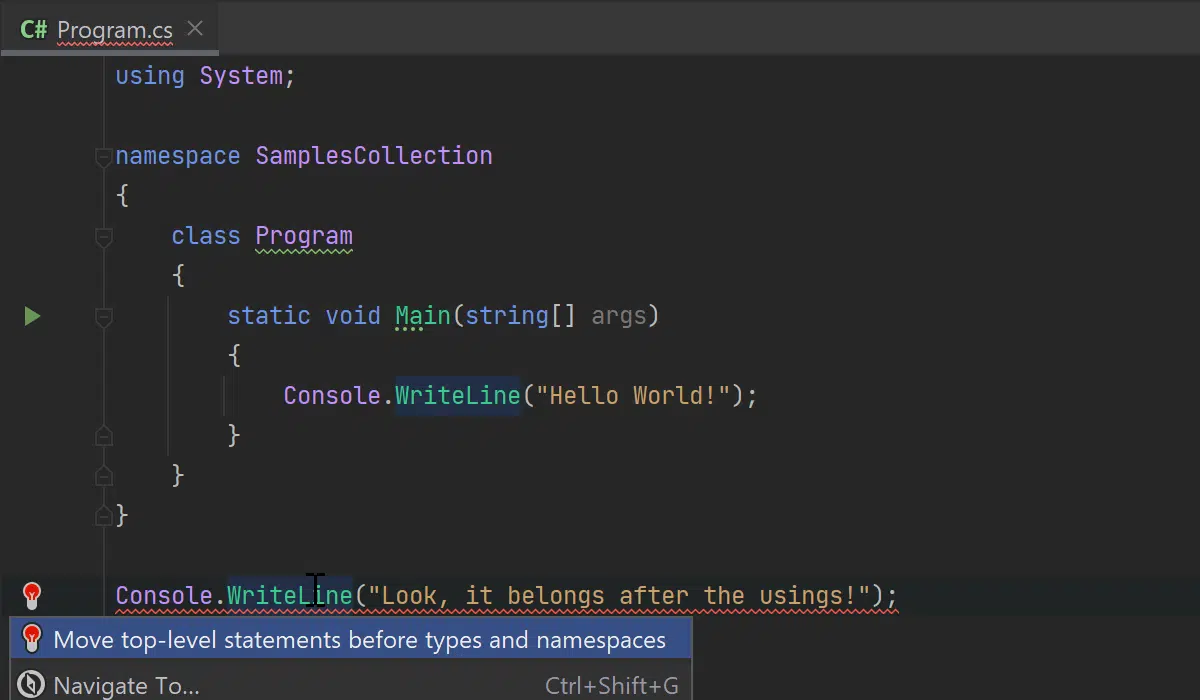 C# Program.cs
using System;
namespace SamplesCollection
{
class Program
{
static void Main(string[] args)
{
Console.WriteLine("Hello World!");
}
}
}
Console.WriteLine("Look, it belongs after the usings!");
Move top-level statements before types and namespaces
Navigate To... Ctrl+Shift+G